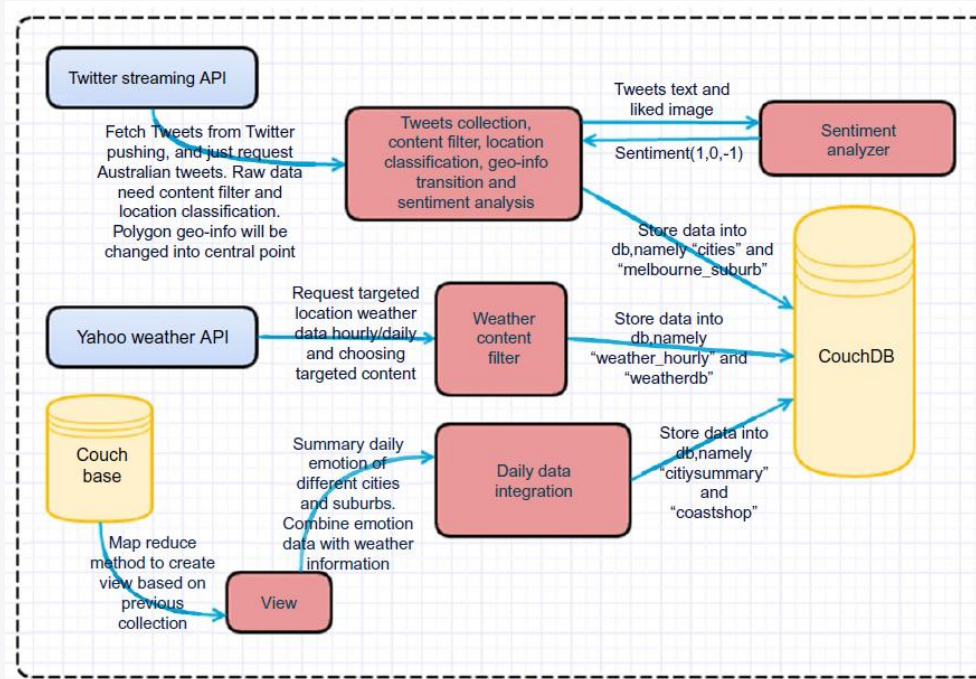 Twitter streaming API
Fetch Tweets from Twitter
pushing, and just request
Australian tweets. Raw data
need content filter and
location classification.
Polygon geo-info will be
changed into central point
Tweets collection,
content filter, location
classification, geo-info
transition and
sentiment analysis
Tweets text and
liked image
Sentiment(1,0,-1)
Sentiment
analyzer
Store data into
db,namely “cities” and
“melbourne_suburb”
Yahoo weather API
Request targeted
location weather
data hourly/daily
and choosing
targeted content
Weather
content
filter
Store data into
db,namely
“weather_hourly” and
“weatherdb”
CouchDB
Couch
base
Map reduce
method to create
view based on
previous
collection
View
Summary daily
emotion of
different cities
and suburbs.
Combine emotion
data with weather
information
Daily data
integration
Store data into
db,namely
“citysummary”
and
“coastshop”